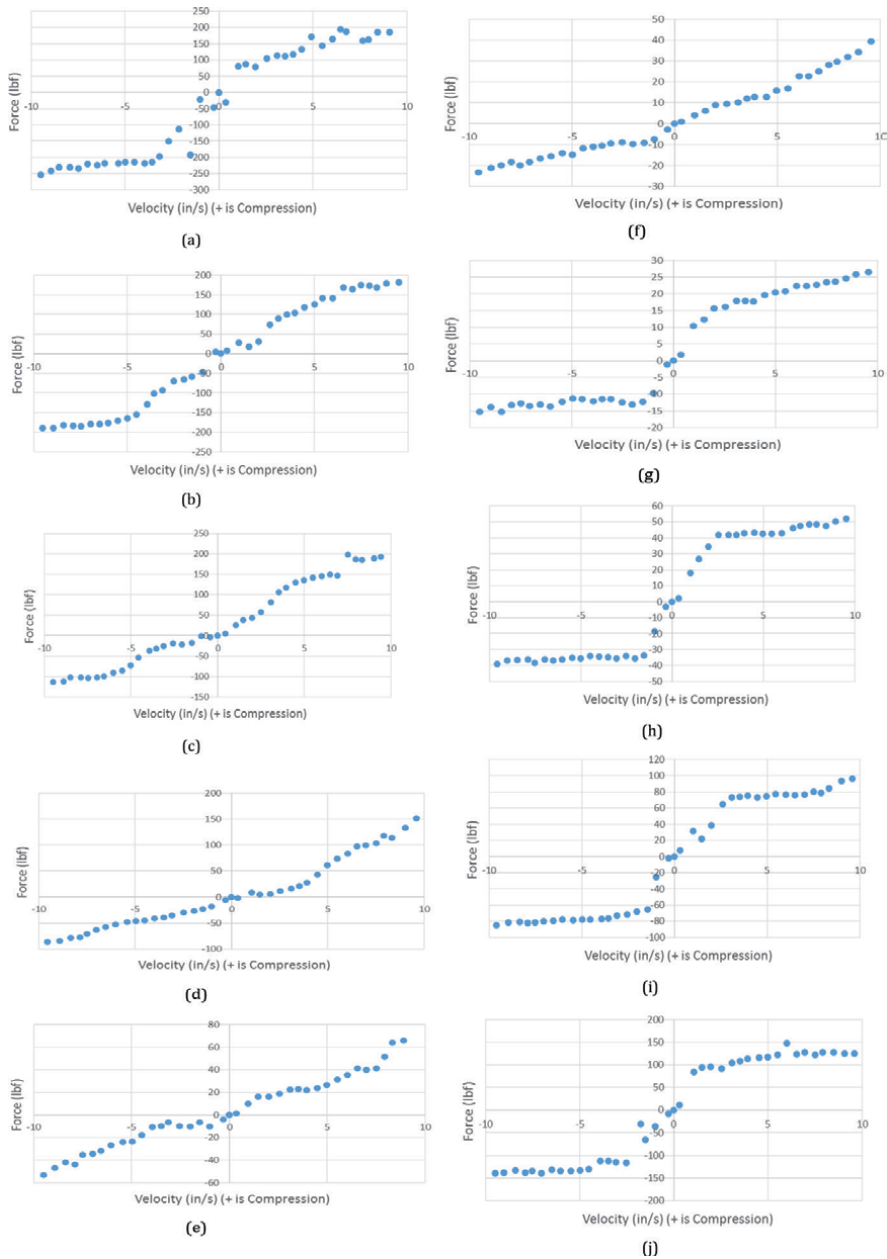 Force (lbf)
250
200
150
100
50
0
-10 -5 0 5 10
-50
-100
-150
-200
-250
-300
Velocity (in/s) (+ is Compression)
(a)
Force (lbf)
200
150
100
50
0
-10 -5 0 5 10
-50
-100
-150
-200
-250
Velocity (in/s) (+ is Compression)
(b)
Force (lbf)
250
200
150
100
50
0
-10 -5 0 5 10
-50
-100
-150
Velocity (in/s) (+ is Compression)
(c)
Force (lbf)
200
150
100
50
0
-10 -5 0 5 10
-50
-100
Velocity (in/s) (+ is Compression)
(d)
Force (lbf)
80
60
40
20
0
-10 -5 0 5 10
-20
-40
-60
Velocity (in/s) (+ is Compression)
(e)
Force (lbf)
50
40
30
20
10
0
-10 -5 0 5 10
-10
-20
-30
Velocity (in/s) (+ is Compression)
(f)
Force (lbf)
30
25
20
15
10
5
0
-10 -5 0 5 10
-5
-10
-15
-20
Velocity (in/s) (+ is Compression)
(g)
Force (lbf)
60
50
40
30
20
10
0
-10 -5 0 5 10
-10
-20
-30
-40
-50
Velocity (in/s) (+ is Compression)
(h)
Force (lbf)
120
100
80
60
40
20
0
-10 -5 0 5 10
-20
-40
-60
-80
-100
Velocity (in/s) (+ is Compression)
(i)
Force (lbf)
200
150
100
50
0
-10 -5 0 5 10
-50
-100
-150
-200
Velocity (in/s) (+ is Compression)
(j)